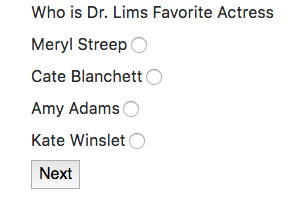 Who is Dr. Lims Favorite Actress
Meryl Streep
Cate Blanchett
Amy Adams
Kate Winslet
Next